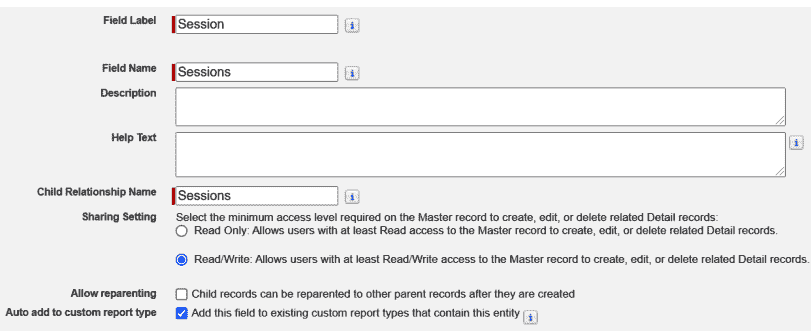 Field Label Session i
Field Name Sessions i
Description
Help Text i
Child Relationship Name Sessions i
Sharing Setting Select the minimum access level required on the Master record to create, edit, or delete related Detail records:
Read Only: Allows users with at least Read access to the Master record to create, edit, or delete related Detail records.
Read/Write: Allows users with at least Read/Write access to the Master record to create, edit, or delete related Detail records.
Allow reparenting Child records can be reparented to other parent records after they are created
Auto add to custom report type Add this field to existing custom report types that contain this entity i